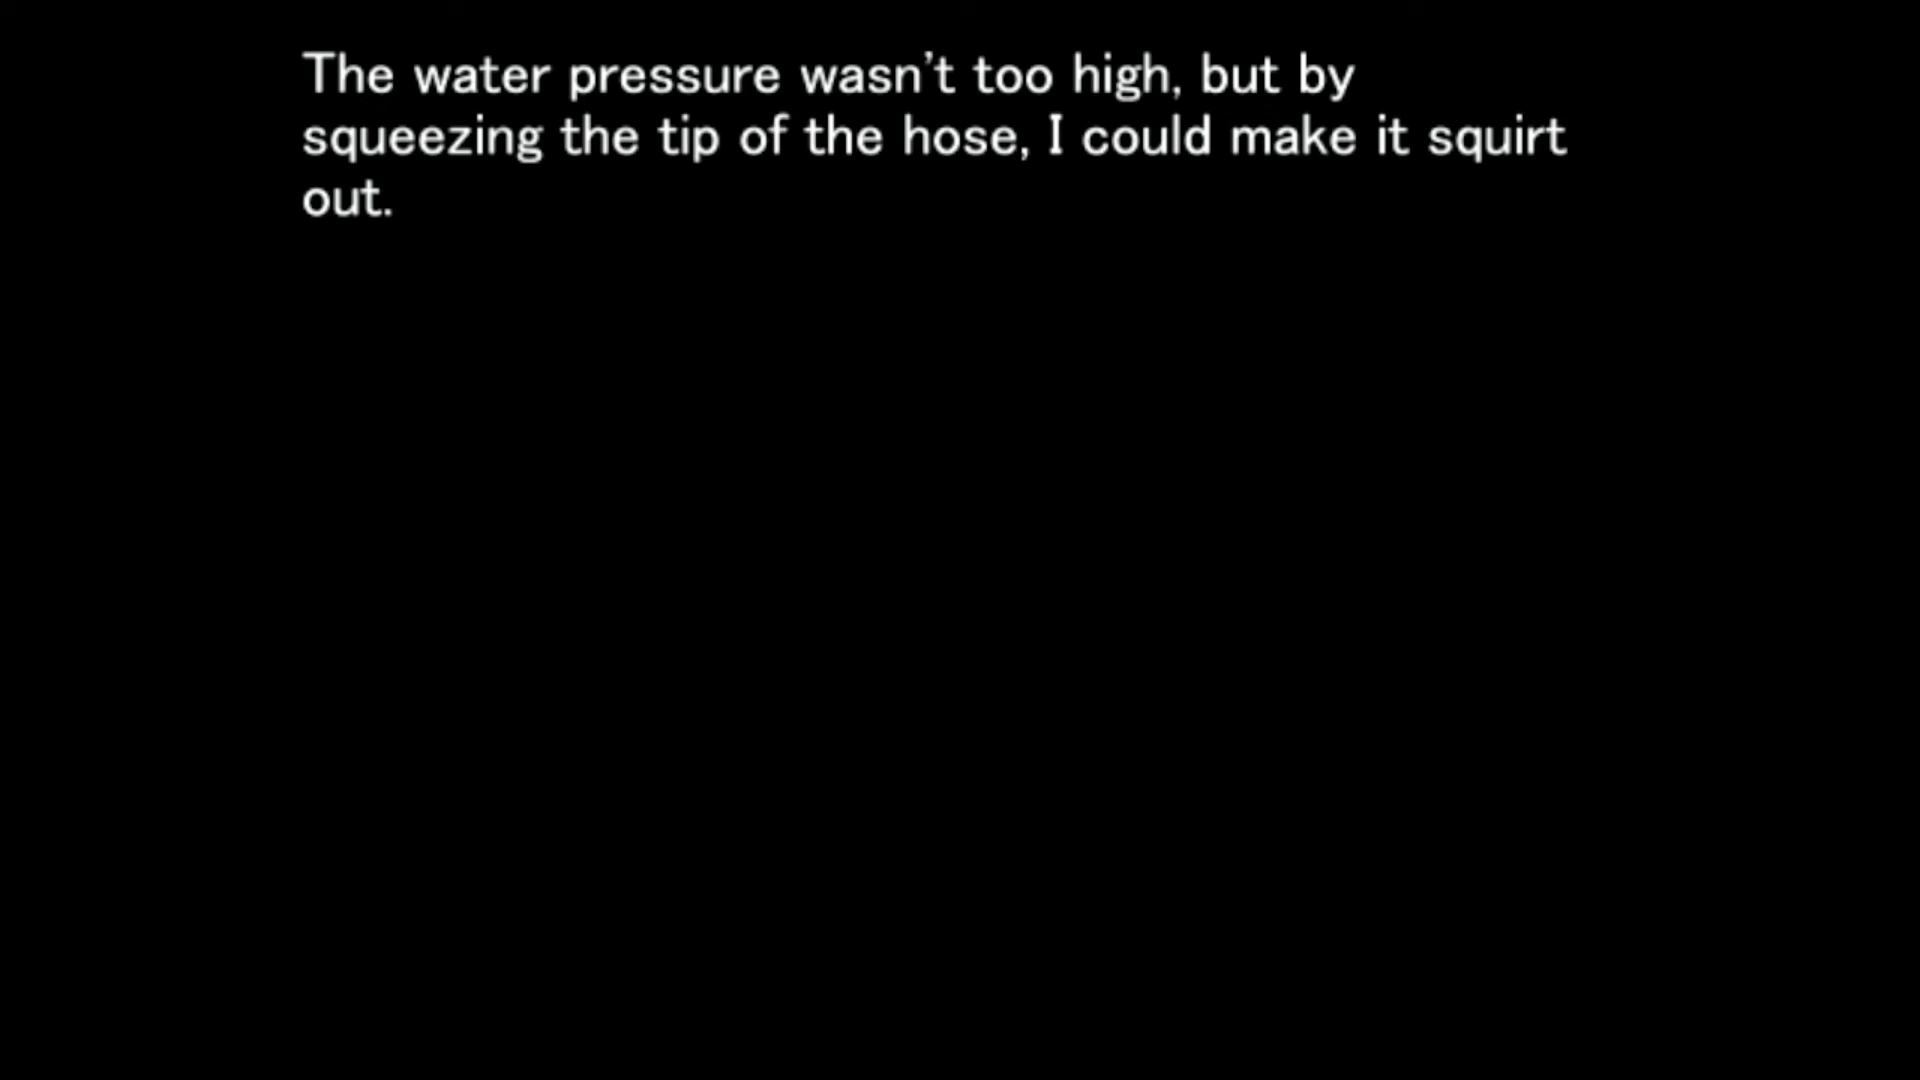 The water pressure wasn't too high, but by
squeezing the tip of the hose, I could make it squirt
out.